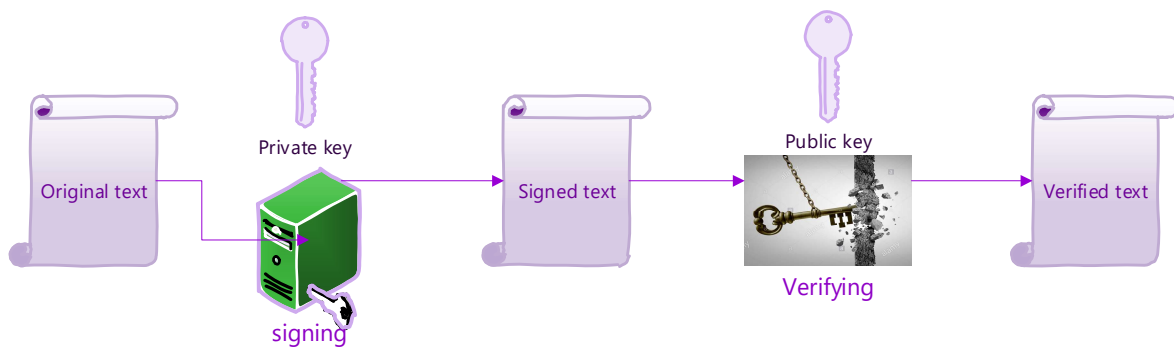 Private key
Public key
Original text
Signed text
Verified text
signing
Verifying